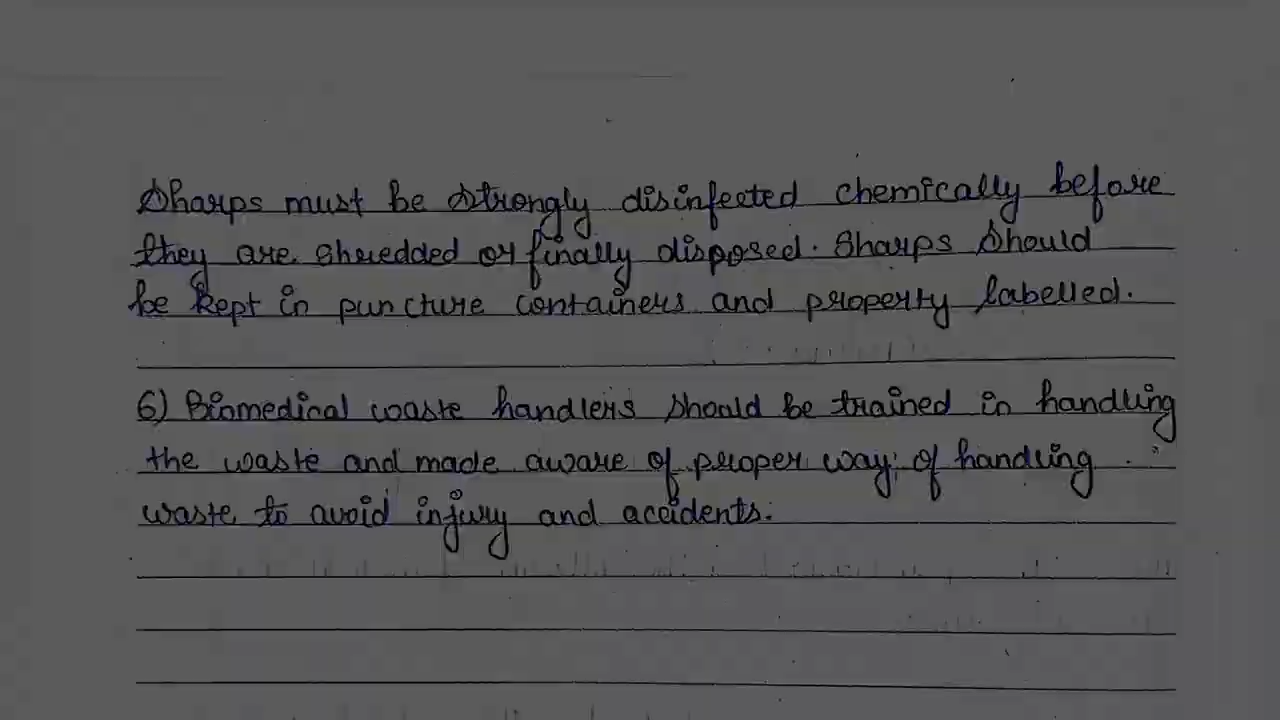 Sharps must be strongly disinfected chemically before
they are shredded or finally disposed. Sharps should
be kept in puncture containers and property labelled.
6) Biomedical waste handlers should be trained in handling
the waste and made aware of proper way of handling
waste to avoid injury and accidents.